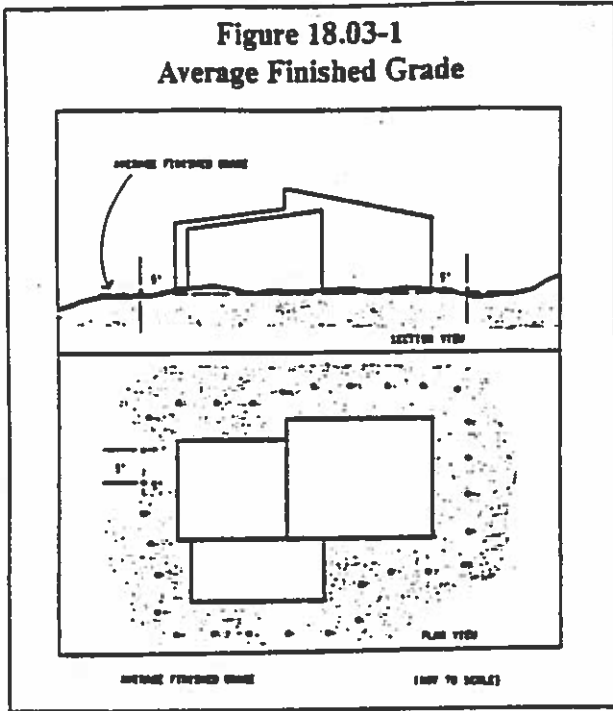 Figure 18.03-1
Average Finished Grade
AVERAGE FINISHED GRADE
5'
5'
SECTION VIEW
5'
PLAN VIEW
AVERAGE FINISHED GRADE
(NOT TO SCALE)